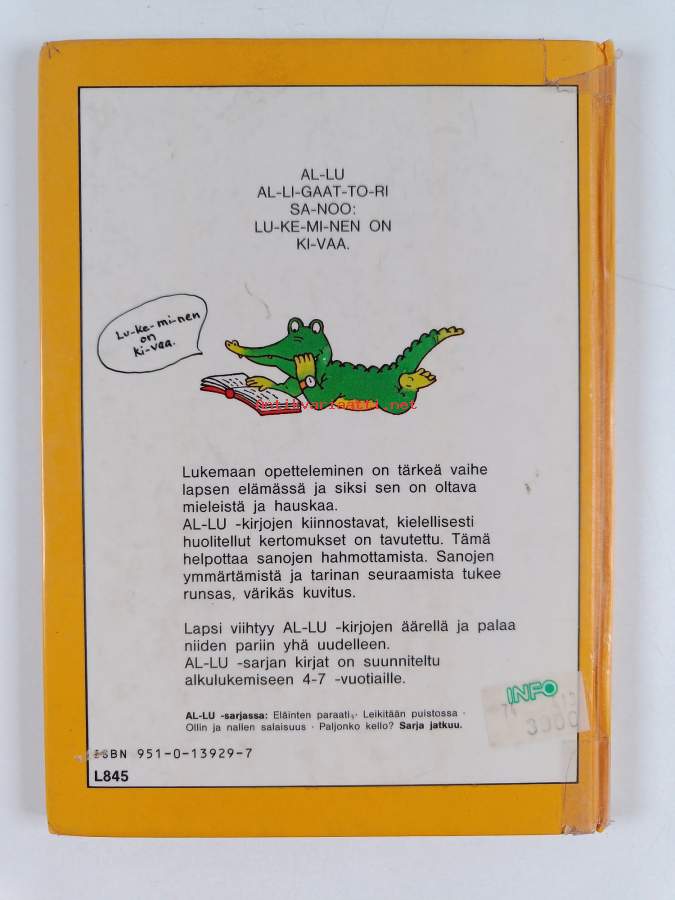 AL-LU
AL-LI-GAAT-TO-RI
SA-NOO:
LU-KE-MI-NEN ON
KI-VAA.
Lu-ke-mi-nen
on
ki-vaa.
Antikvariaatti.net
Lukemaan opetteleminen on tärkeä vaihe
lapsen elämässä ja siksi sen on oltava
mieleistä ja hauskaa.
AL-LU -kirjojen kiinnostavat, kielellisesti
huolitellut kertomukset on tavutettu. Tämä
helpottaa sanojen hahmottamista. Sanojen
ymmärtämistä ja tarinan seuraamista tukee
runsas, värikäs kuvitus.
Lapsi viihtyy AL-LU -kirjojen äärellä ja palaa
niiden pariin yhä uudelleen.
AL-LU -sarjan kirjat on suunniteltu
alkulukemiseen 4-7 -vuotiaille.
INFO
3000
AL-LU -sarjassa: Eläinten paraati · Leikitään puistossa ·
Ollin ja nallen salaisuus · Paljonko kello? Sarja jatkuu.
ISBN 951-0-13929-7
L845